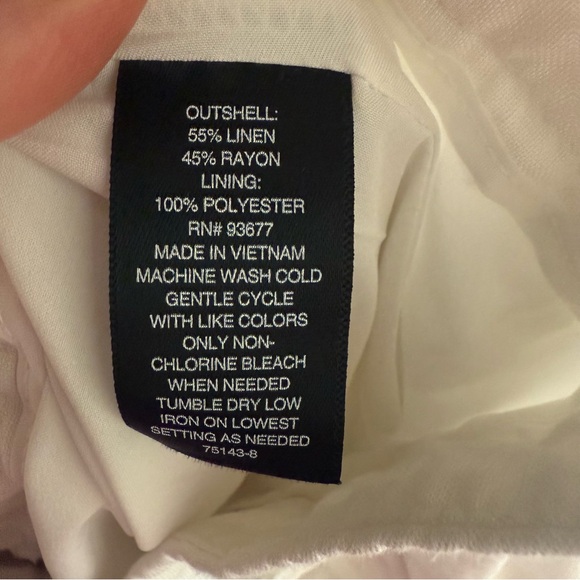 OUTSHELL:
55% LINEN
45% RAYON
LINING:
100% POLYESTER
RN# 93677
MADE IN VIETNAM
MACHINE WASH COLD
GENTLE CYCLE
WITH LIKE COLORS
ONLY NON-
CHLORINE BLEACH
WHEN NEEDED
TUMBLE DRY LOW
IRON ON LOWEST
SETTING AS NEEDED
75143-8